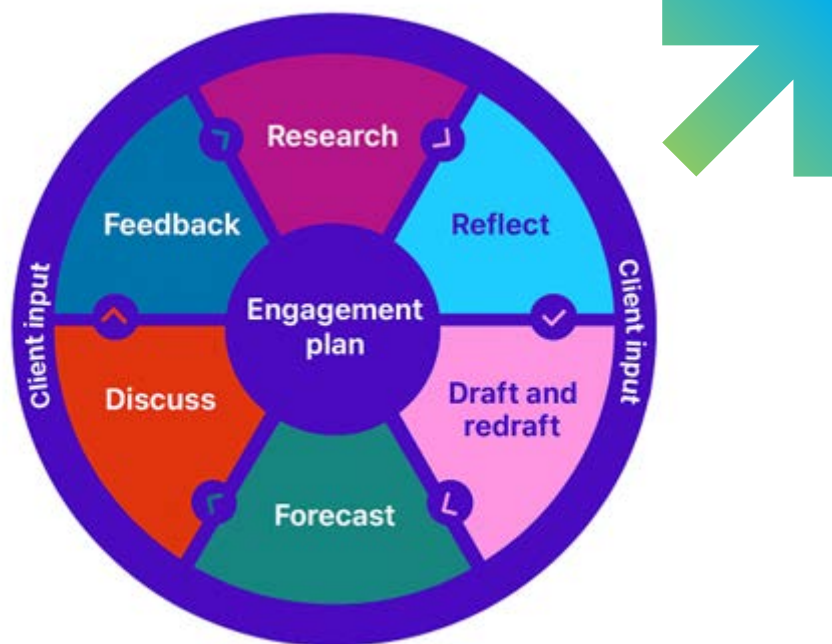 Research
Reflect
Draft and
redraft
Forecast
Discuss
Feedback
Engagement
plan
Client input
Client input